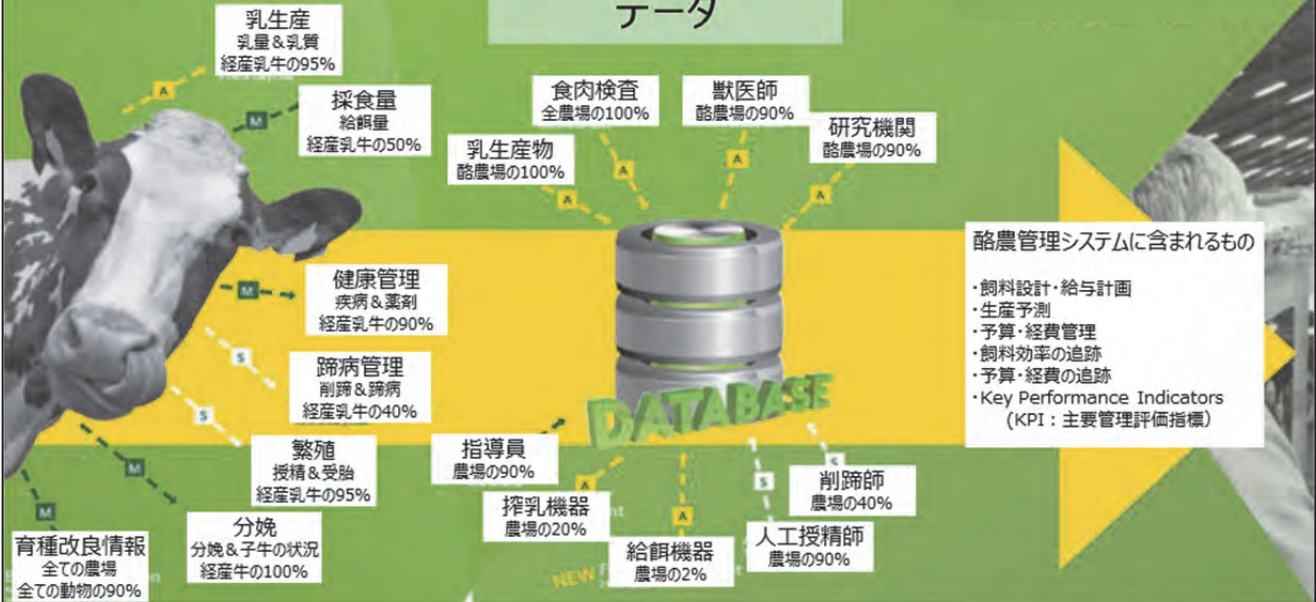 データ
乳生産
乳量&乳質
経産乳牛の95%
A
採食量
給餌量
経産乳牛の50%
M
食肉検査
全農場の100%
A
獣医師
酪農場の90%
A
乳生産物
酪農場の100%
A
研究機関
酪農場の90%
A
健康管理
疾病&薬剤
経産乳牛の90%
M
蹄病管理
削蹄&蹄病
経産乳牛の40%
S
繁殖
授精&受胎
経産乳牛の95%
S
分娩
分娩&子牛の状況
経産牛の100%
M
育種改良情報
全ての農場
全ての動物の90%
M
DATABASE
指導員
農場の90%
搾乳機器
農場の20%
A
給餌機器
農場の2%
A
NEW
人工授精師
農場の90%
S
削蹄師
農場の40%
S
酪農管理システムに含まれるもの
・飼料設計・給与計画
・生産予測
・予算・経費管理
・飼料効率の追跡
・予算・経費の追跡
・Key Performance Indicators
(KPI:主要管理評価指標)